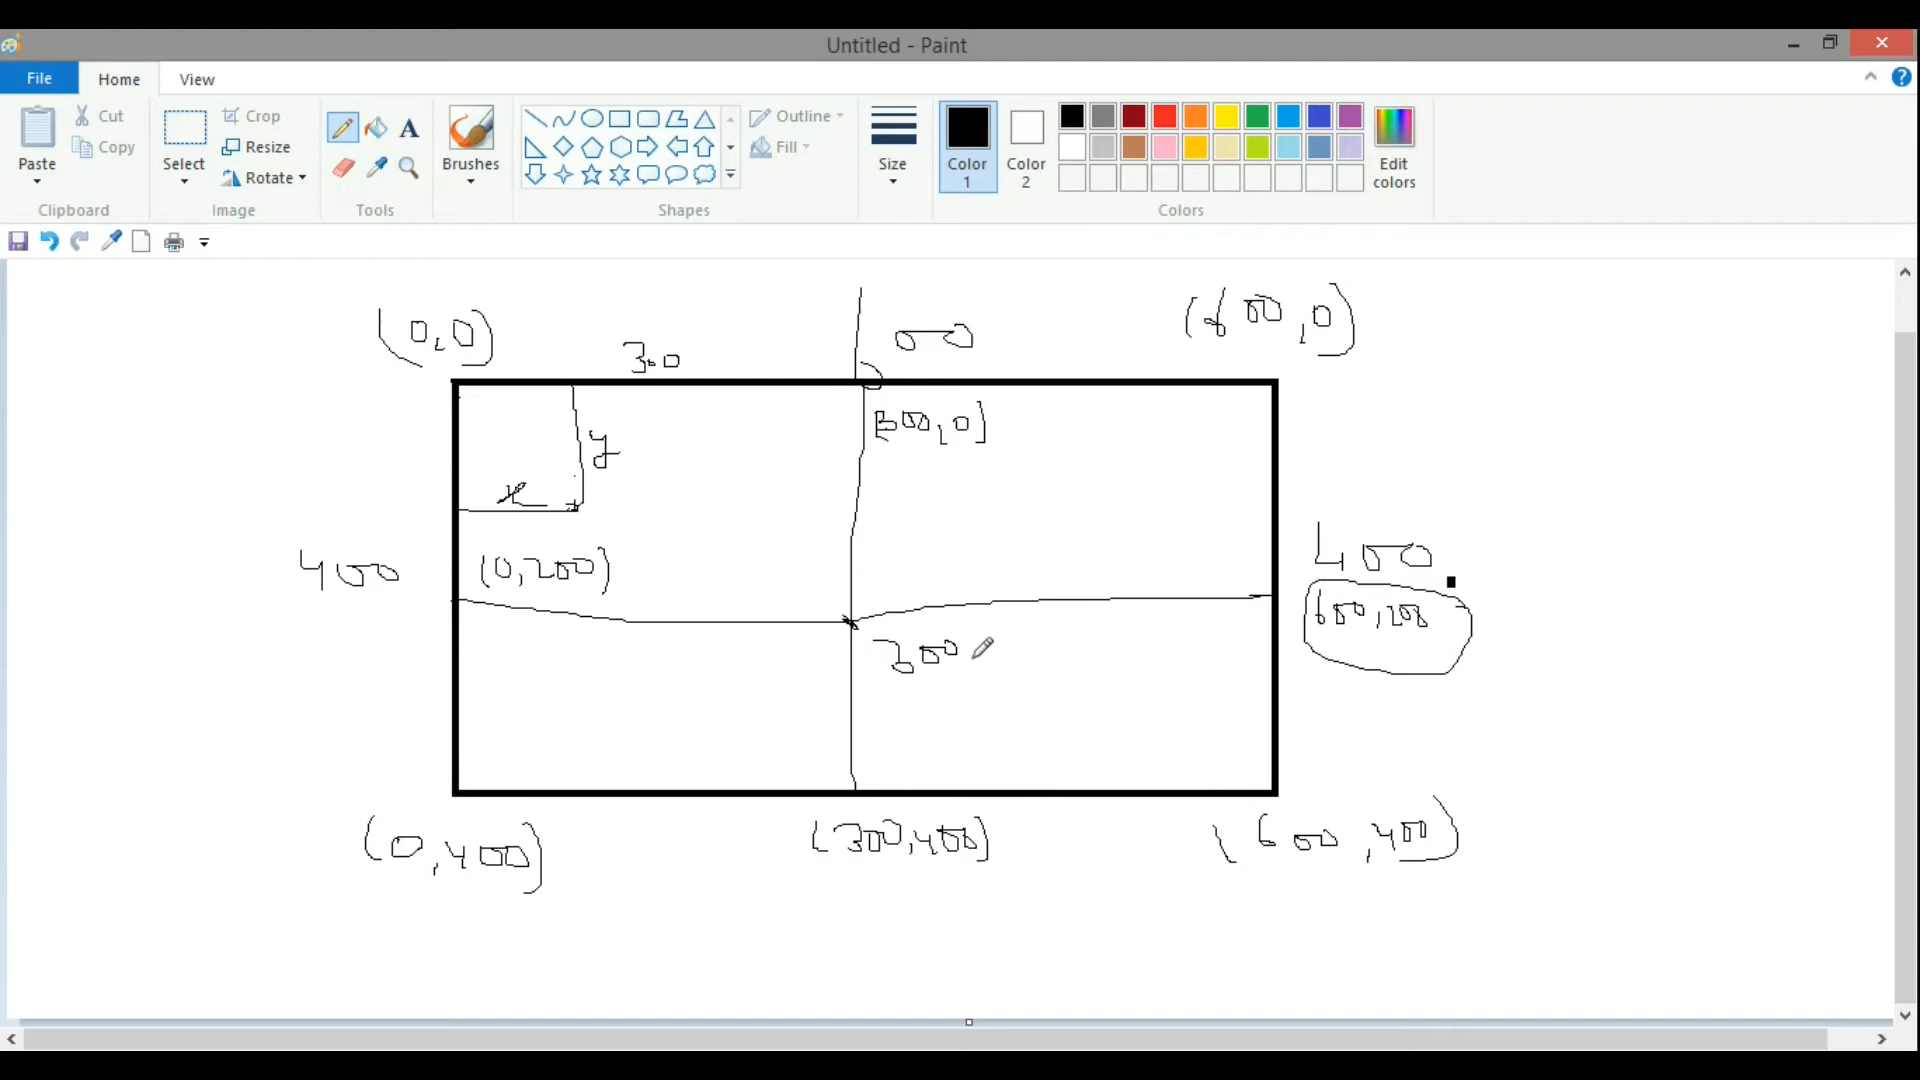 Untitled - Paint
File Home View
Paste
Cut
Copy
Clipboard
Select
Crop
Resize
Rotate
Image
A
Tools
Brushes
Shapes
Outline
Fill
Size
Color 1
Color 2
Edit colors
Colors
(0,0)
300
00
(600,0)
(300,0)
y
x
400
(0,200)
400
600,200
300
(0,400)
(300,400)
(600,400)